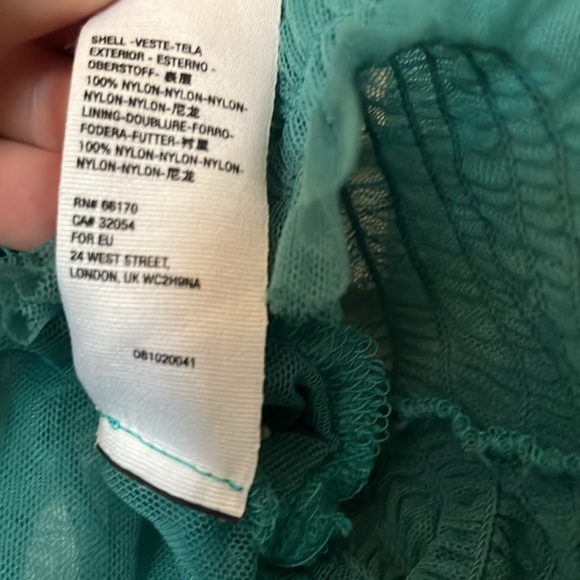 SHELL -VESTE-TELA
EXTERIOR - ESTERNO -
OBERSTOFF- 表层
100% NYLON-NYLON-NYLON-
NYLON-NYLON-尼龙
LINING-DOUBLURE-FORRO-
FODERA-FUTTER-衬里
100% NYLON-NYLON-NYLON-
NYLON-NYLON-尼龙
RN# 66170
CA# 32054
FOR EU
24 WEST STREET,
LONDON, UK WC2H9NA
081020041